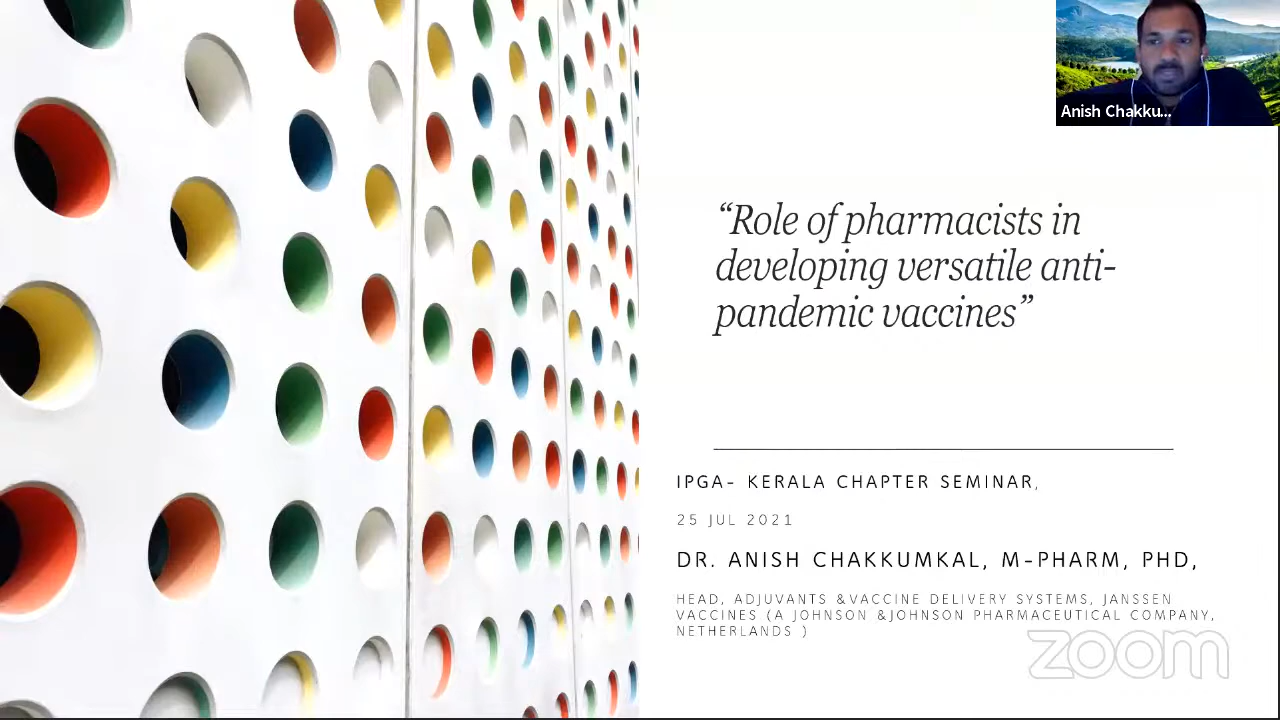 Anish Chakku...
“Role of pharmacists in
developing versatile anti-
pandemic vaccines”
IPGA- KERALA CHAPTER SEMINAR,
25 JUL 2021
DR. ANISH CHAKKUMKAL, M-PHARM, PHD,
HEAD, ADJUVANTS &VACCINE DELIVERY SYSTEMS, JANSSEN
VACCINES (A JOHNSON &JOHNSON PHARMACEUTICAL COMPANY,
NETHERLANDS )
zoom